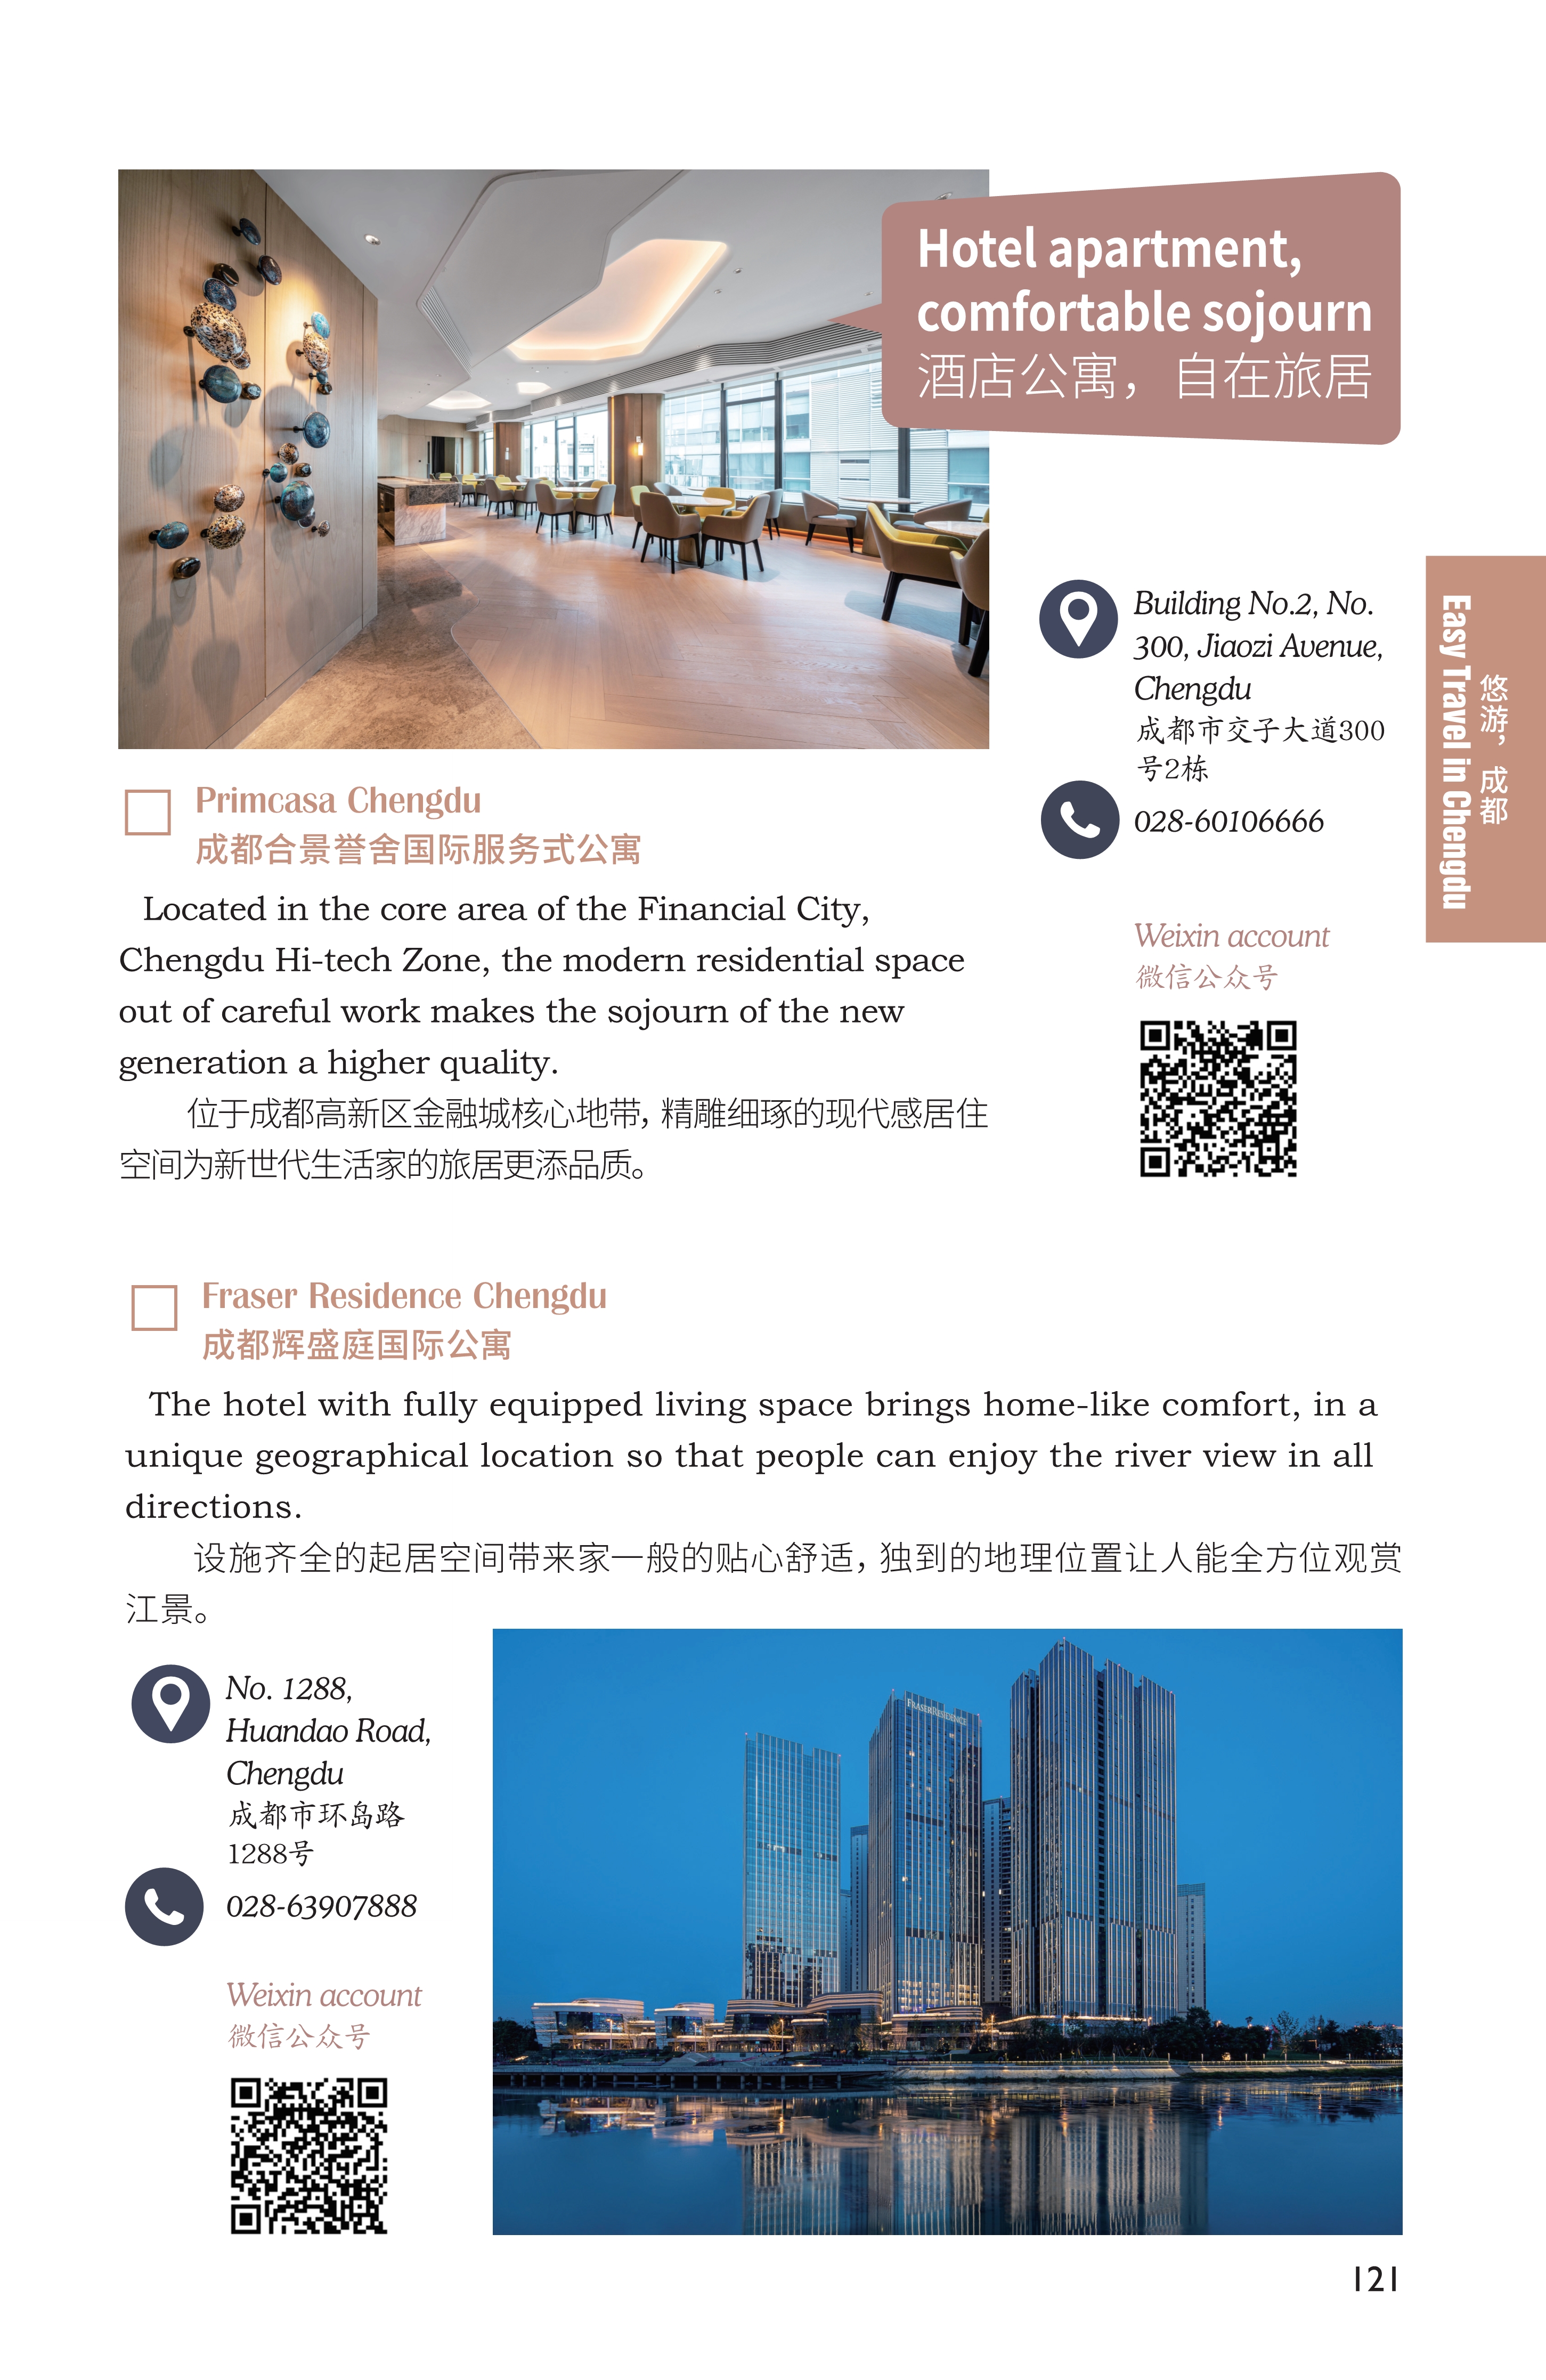 Hotel apartment,
comfortable sojourn
酒店公寓，自在旅居
Building No.2, No.
300, Jiaozi Avenue,
Chengdu
成都市交子大道300
号2栋
028-60106666
Weixin account
微信公众号
悠游，成都
Easy Travel in Chengdu
Primcasa Chengdu
成都合景誉舍国际服务式公寓
Located in the core area of the Financial City,
Chengdu Hi-tech Zone, the modern residential space
out of careful work makes the sojourn of the new
generation a higher quality.
位于成都高新区金融城核心地带，精雕细琢的现代感居住
空间为新世代生活家的旅居更添品质。
Fraser Residence Chengdu
成都辉盛庭国际公寓
The hotel with fully equipped living space brings home-like comfort, in a
unique geographical location so that people can enjoy the river view in all
directions.
设施齐全的起居空间带来家一般的贴心舒适，独到的地理位置让人能全方位观赏
江景。
No. 1288,
Huandao Road,
Chengdu
成都市环岛路
1288号
028-63907888
Weixin account
微信公众号
FRASER RESIDENCE
121